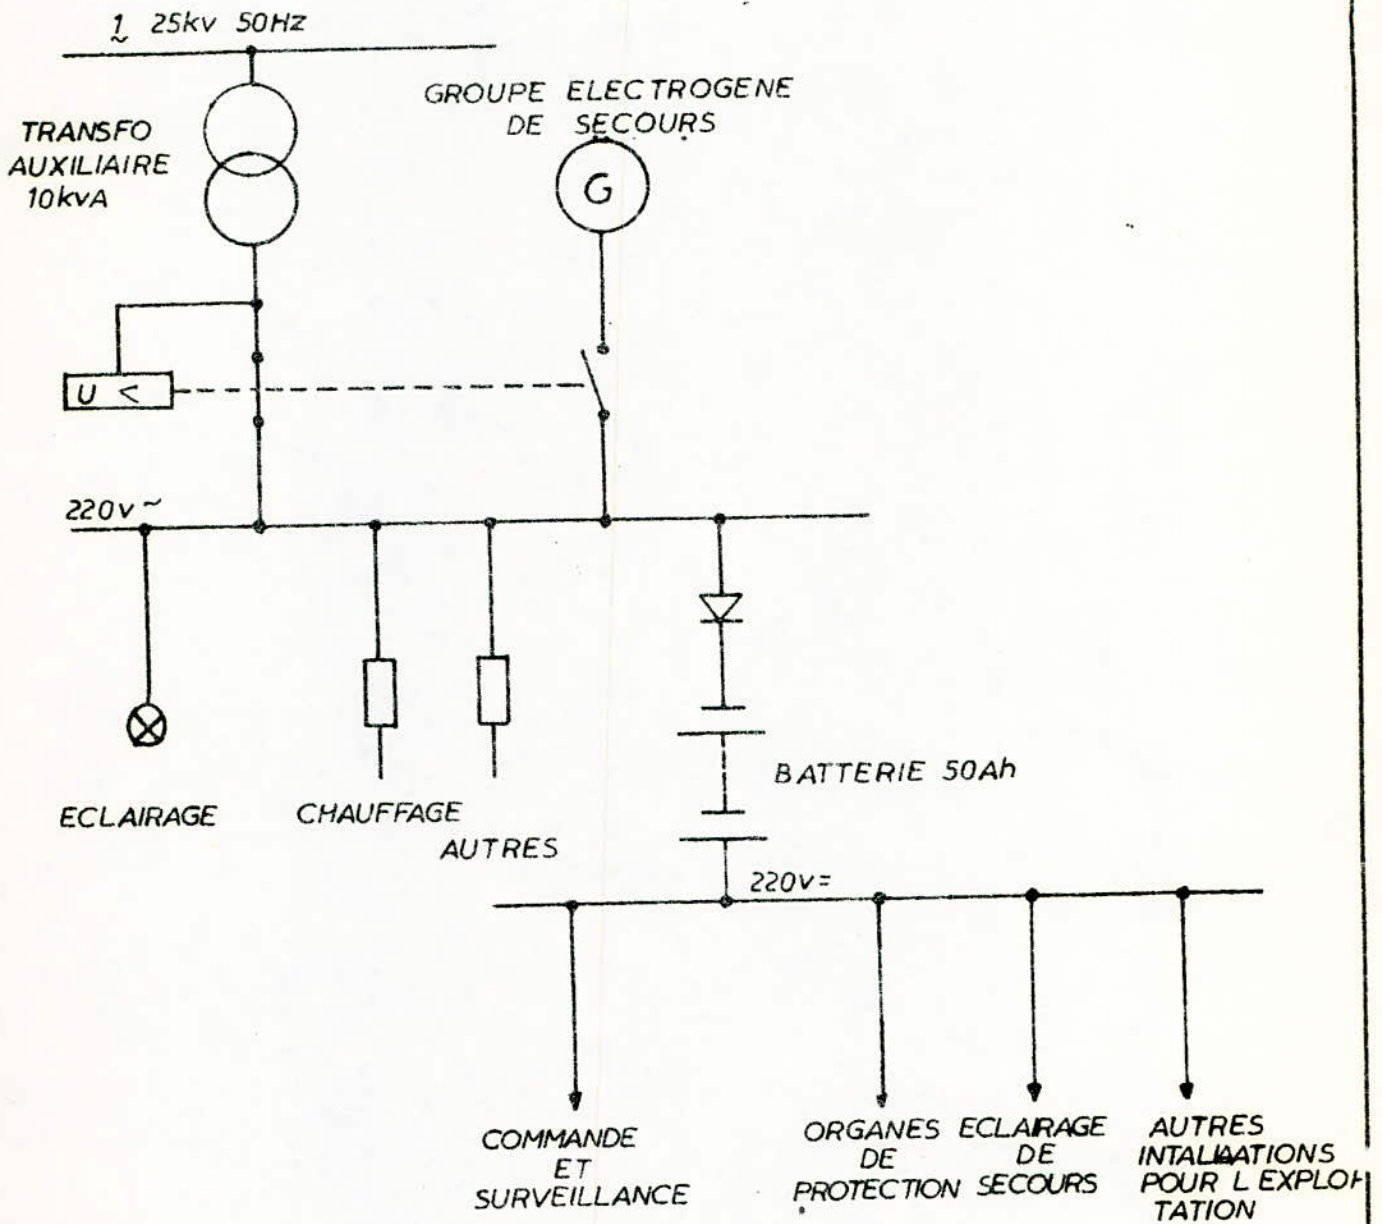 1 ~ 25kv 50Hz
GROUPE ELECTROGENE
DE SECOURS
TRANSFO
AUXILIAIRE
10kvA
G
U <
220v ~
BATTERIE 50Ah
ECLAIRAGE
CHAUFFAGE
AUTRES
220v =
COMMANDE
ET
SURVEILLANCE
ORGANES
DE
PROTECTION
ECLAIRAGE
DE
SECOURS
AUTRES
POUR L EXPLOI
TATION